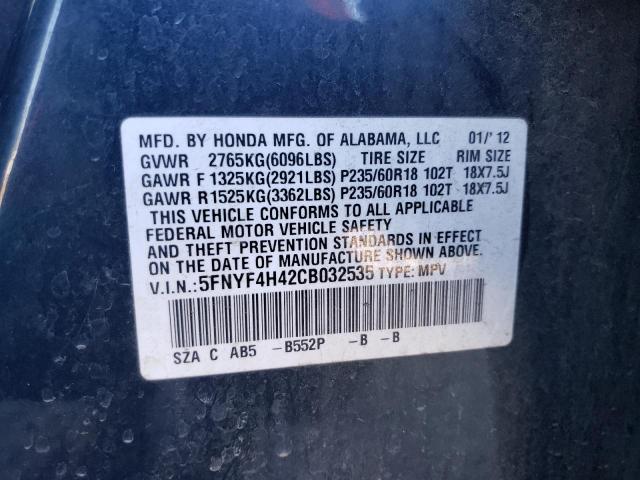 MFD. BY HONDA MFG. OF ALABAMA, LLC 01/'12
GVWR 2765KG(6096LBS) TIRE SIZE RIM SIZE
GAWR F 1325KG(2921LBS) P235/60R18 102T 18X7.5J
GAWR R1525KG(3362LBS) P235/60R18 102T 18X7.5J
THIS VEHICLE CONFORMS TO ALL APPLICABLE
FEDERAL MOTOR VEHICLE SAFETY
AND THEFT PREVENTION STANDARDS IN EFFECT
ON THE DATE OF MANUFACTURE SHOWN ABOVE.
V.I.N.:5FNYF4H42CB032535 TYPE: MPV
SZA C AB5 -B552P -B -B